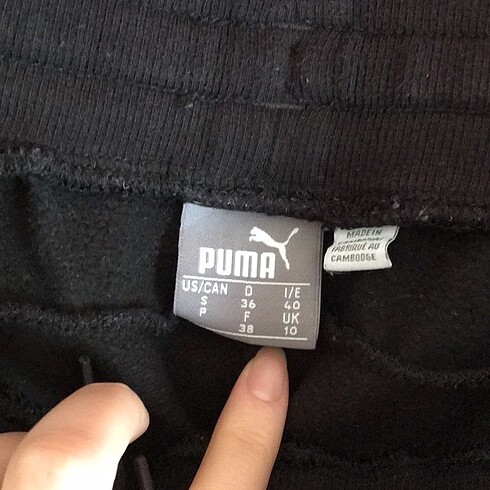 PUMA
US/CAN D I/E
S 36 40
P F UK
38 10
MADE IN
FABRIQUÉ AU
CAMBODGE